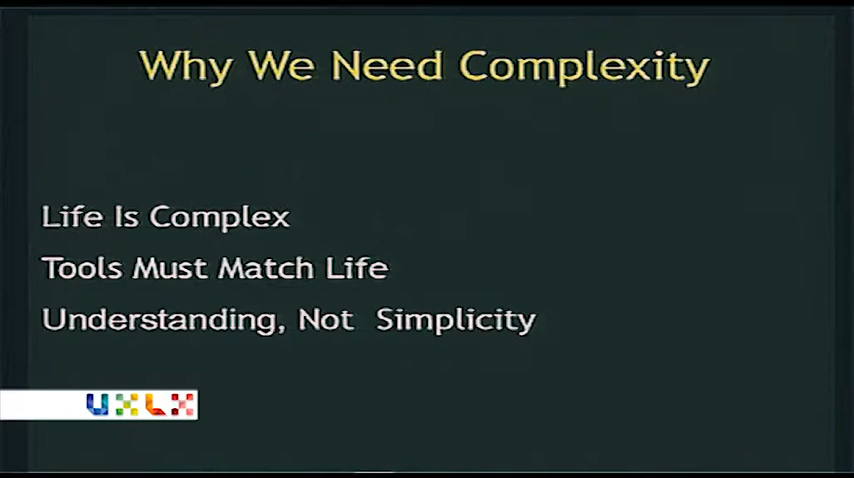 Why We Need Complexity
Life Is Complex
Tools Must Match Life
Understanding, Not Simplicity
UXLX